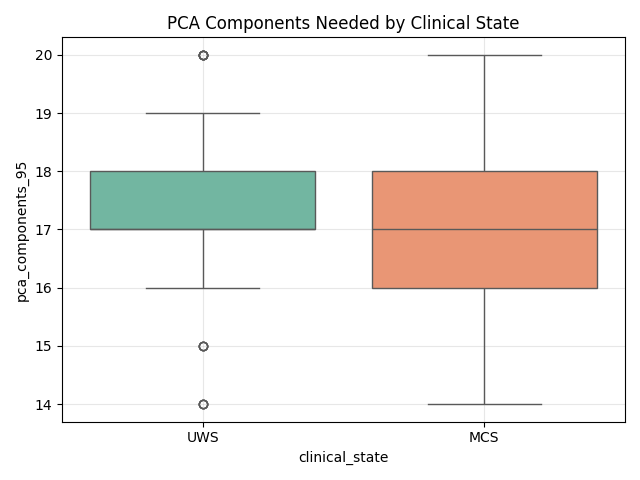 PCA Components Needed by Clinical State
20
19
18
17
16
15
14
pca_components_95
UWS
MCS
clinical_state